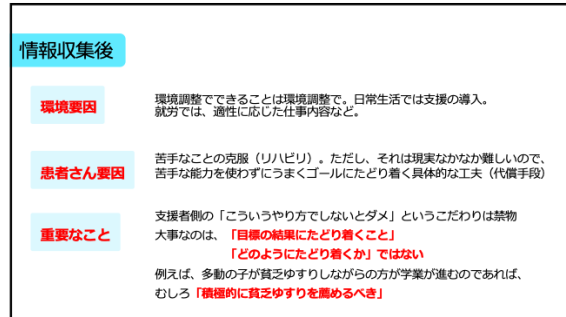 情報収集後
環境要因
環境調整でできることは環境調整で。日常生活では支援の導入。
就労では、適性に応じた仕事内容など。
患者さん要因
苦手なことの克服（リハビリ）。ただし、それは現実なかなか難しいので、
苦手な能力を使わずにうまくゴールにたどり着く具体的な工夫（代償手段）
重要なこと
支援者側の「こういうやり方でしないとダメ」というこだわりは禁物
大事なのは、「目標の結果にたどり着くこと」
「どのようにたどり着くか」ではない
例えば、多動の子が貧乏ゆすりしながらの方が学業が進むのであれば、
むしろ「積極的に貧乏ゆすりを薦めるべき」